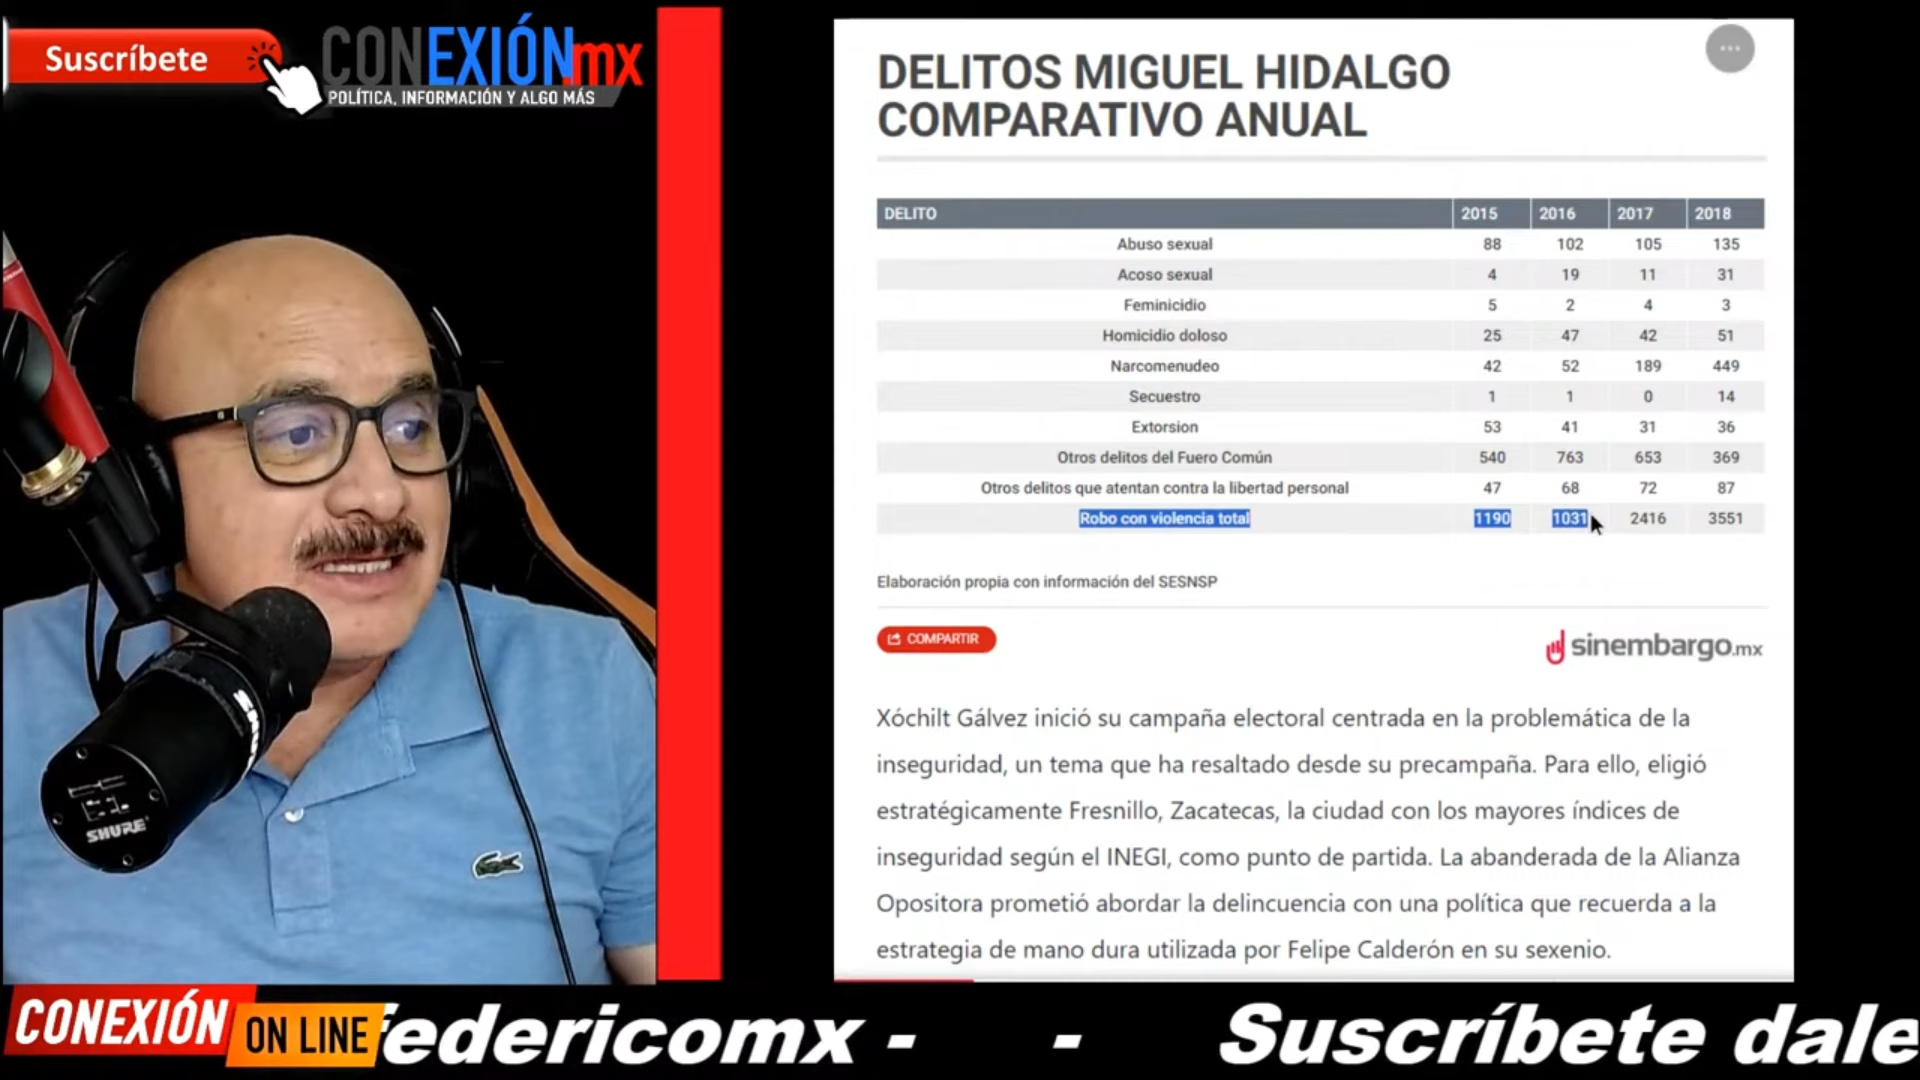 Suscríbete
CONEXIÓN.mx
POLÍTICA, INFORMACIÓN Y ALGO MÁS
DELITOS MIGUEL HIDALGO
COMPARATIVO ANUAL
DELITO 2015 2016 2017 2018
Abuso sexual 88 102 105 135
Acoso sexual 4 19 11 31
Feminicidio 5 2 4 3
Homicidio doloso 25 47 42 51
Narcomenudeo 42 52 189 449
Secuestro 1 1 0 14
Extorsion 53 41 31 36
Otros delitos del Fuero Común 540 763 653 369
Otros delitos que atentan contra la libertad personal 47 68 72 87
Robo con violencia total 1190 1031 2416 3551
Elaboración propia con información del SESNSP
COMPARTIR
sinembargo.mx
Xóchilt Gálvez inició su campaña electoral centrada en la problemática de la
inseguridad, un tema que ha resaltado desde su precampaña. Para ello, eligió
estratégicamente Fresnillo, Zacatecas, la ciudad con los mayores índices de
inseguridad según el INEGI, como punto de partida. La abanderada de la Alianza
Opositora prometió abordar la delincuencia con una política que recuerda a la
estrategia de mano dura utilizada por Felipe Calderón en su sexenio.
SHURE
CONEXIÓN
ON LINE
federicomx - - Suscríbete dale